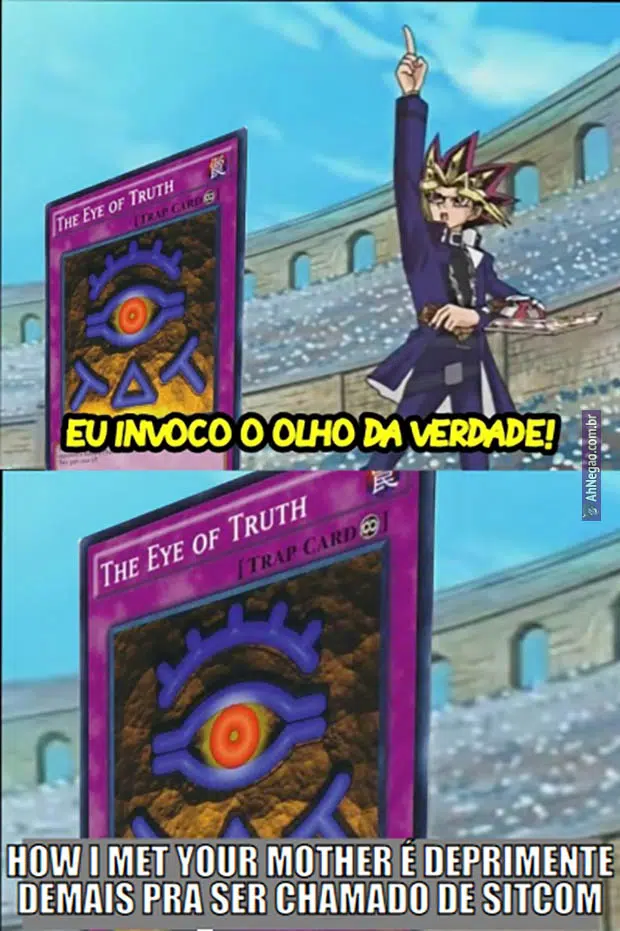 THE EYE OF TRUTH
[TRAP CARD
EU INVOCO O OLHO DA VERDADE!
AhNegao.com.br
THE EYE OF TRUTH
[TRAP CARD ]
HOW I MET YOUR MOTHER É DEPRIMENTE
DEMAIS PRA SER CHAMADO DE SITCOM